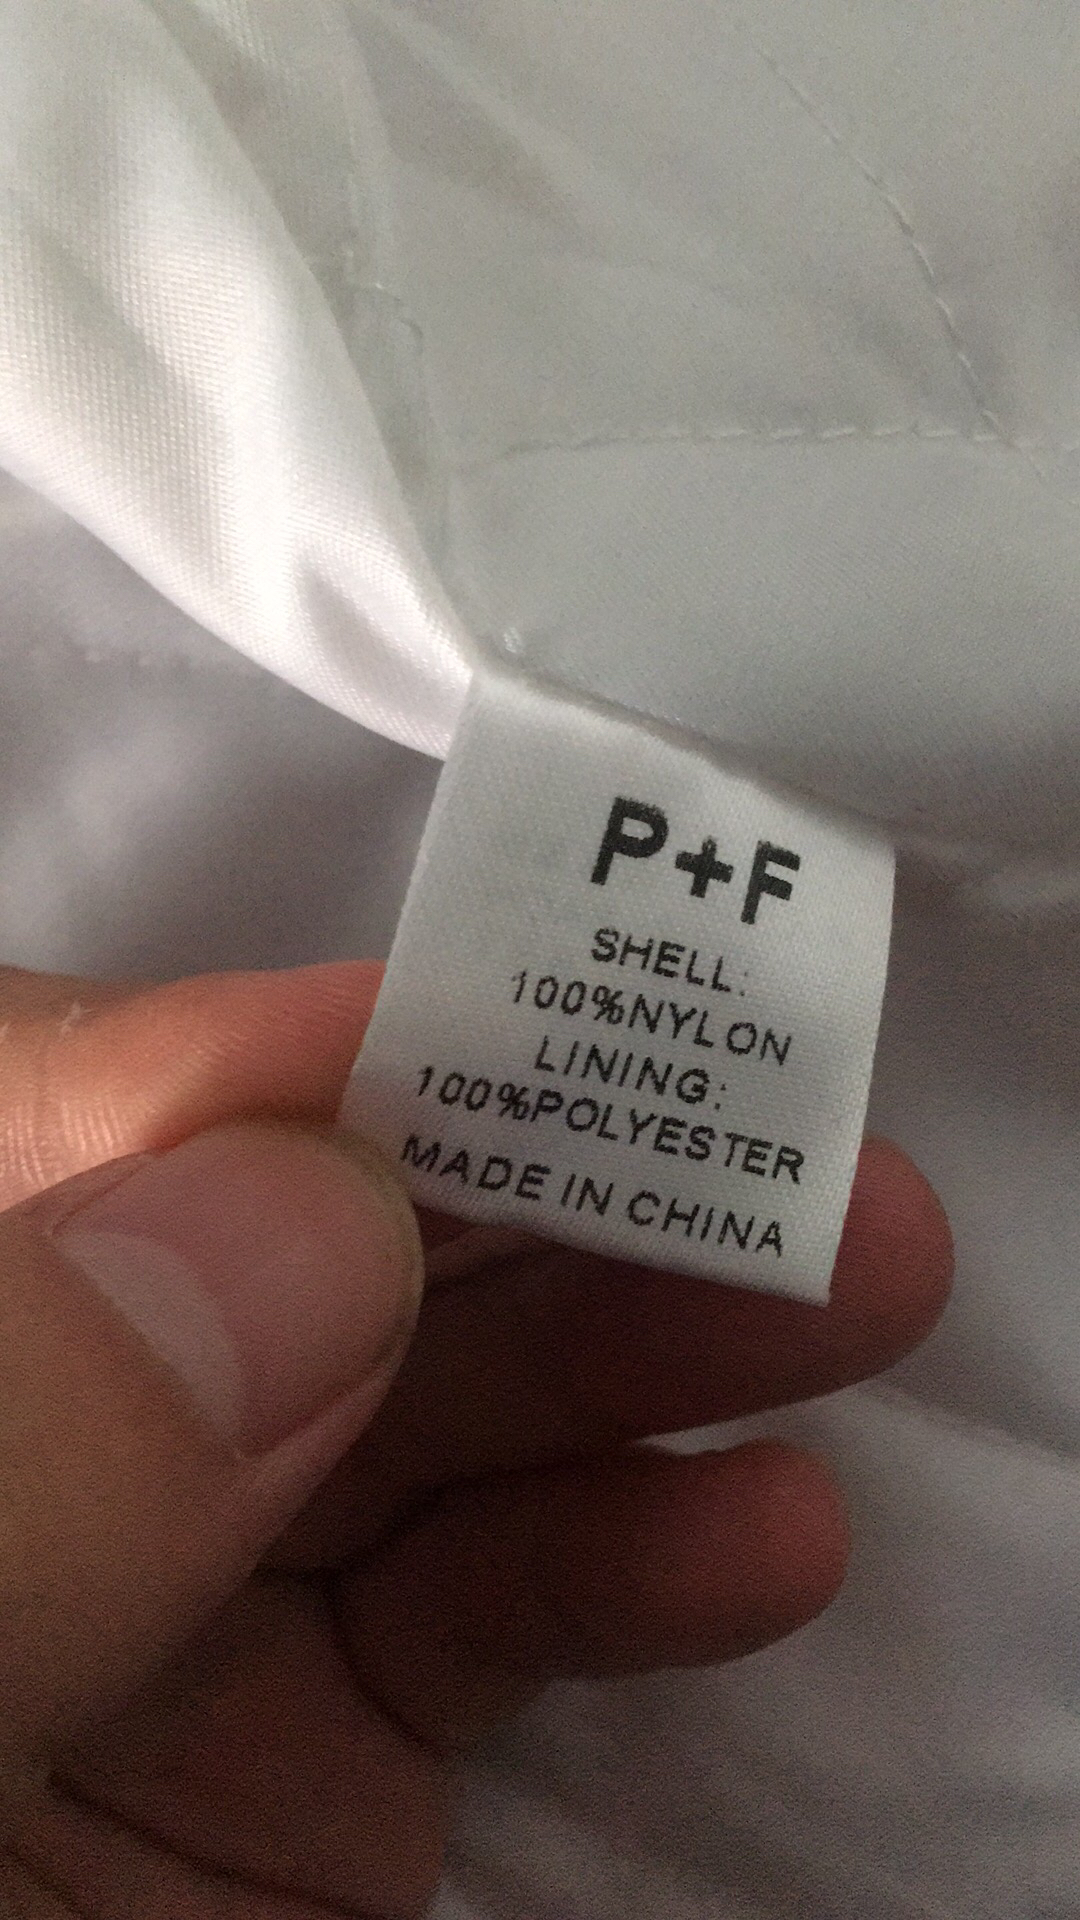 P+F
SHELL:
100%NYLON
LINING:
100%POLYESTER
MADE IN CHINA